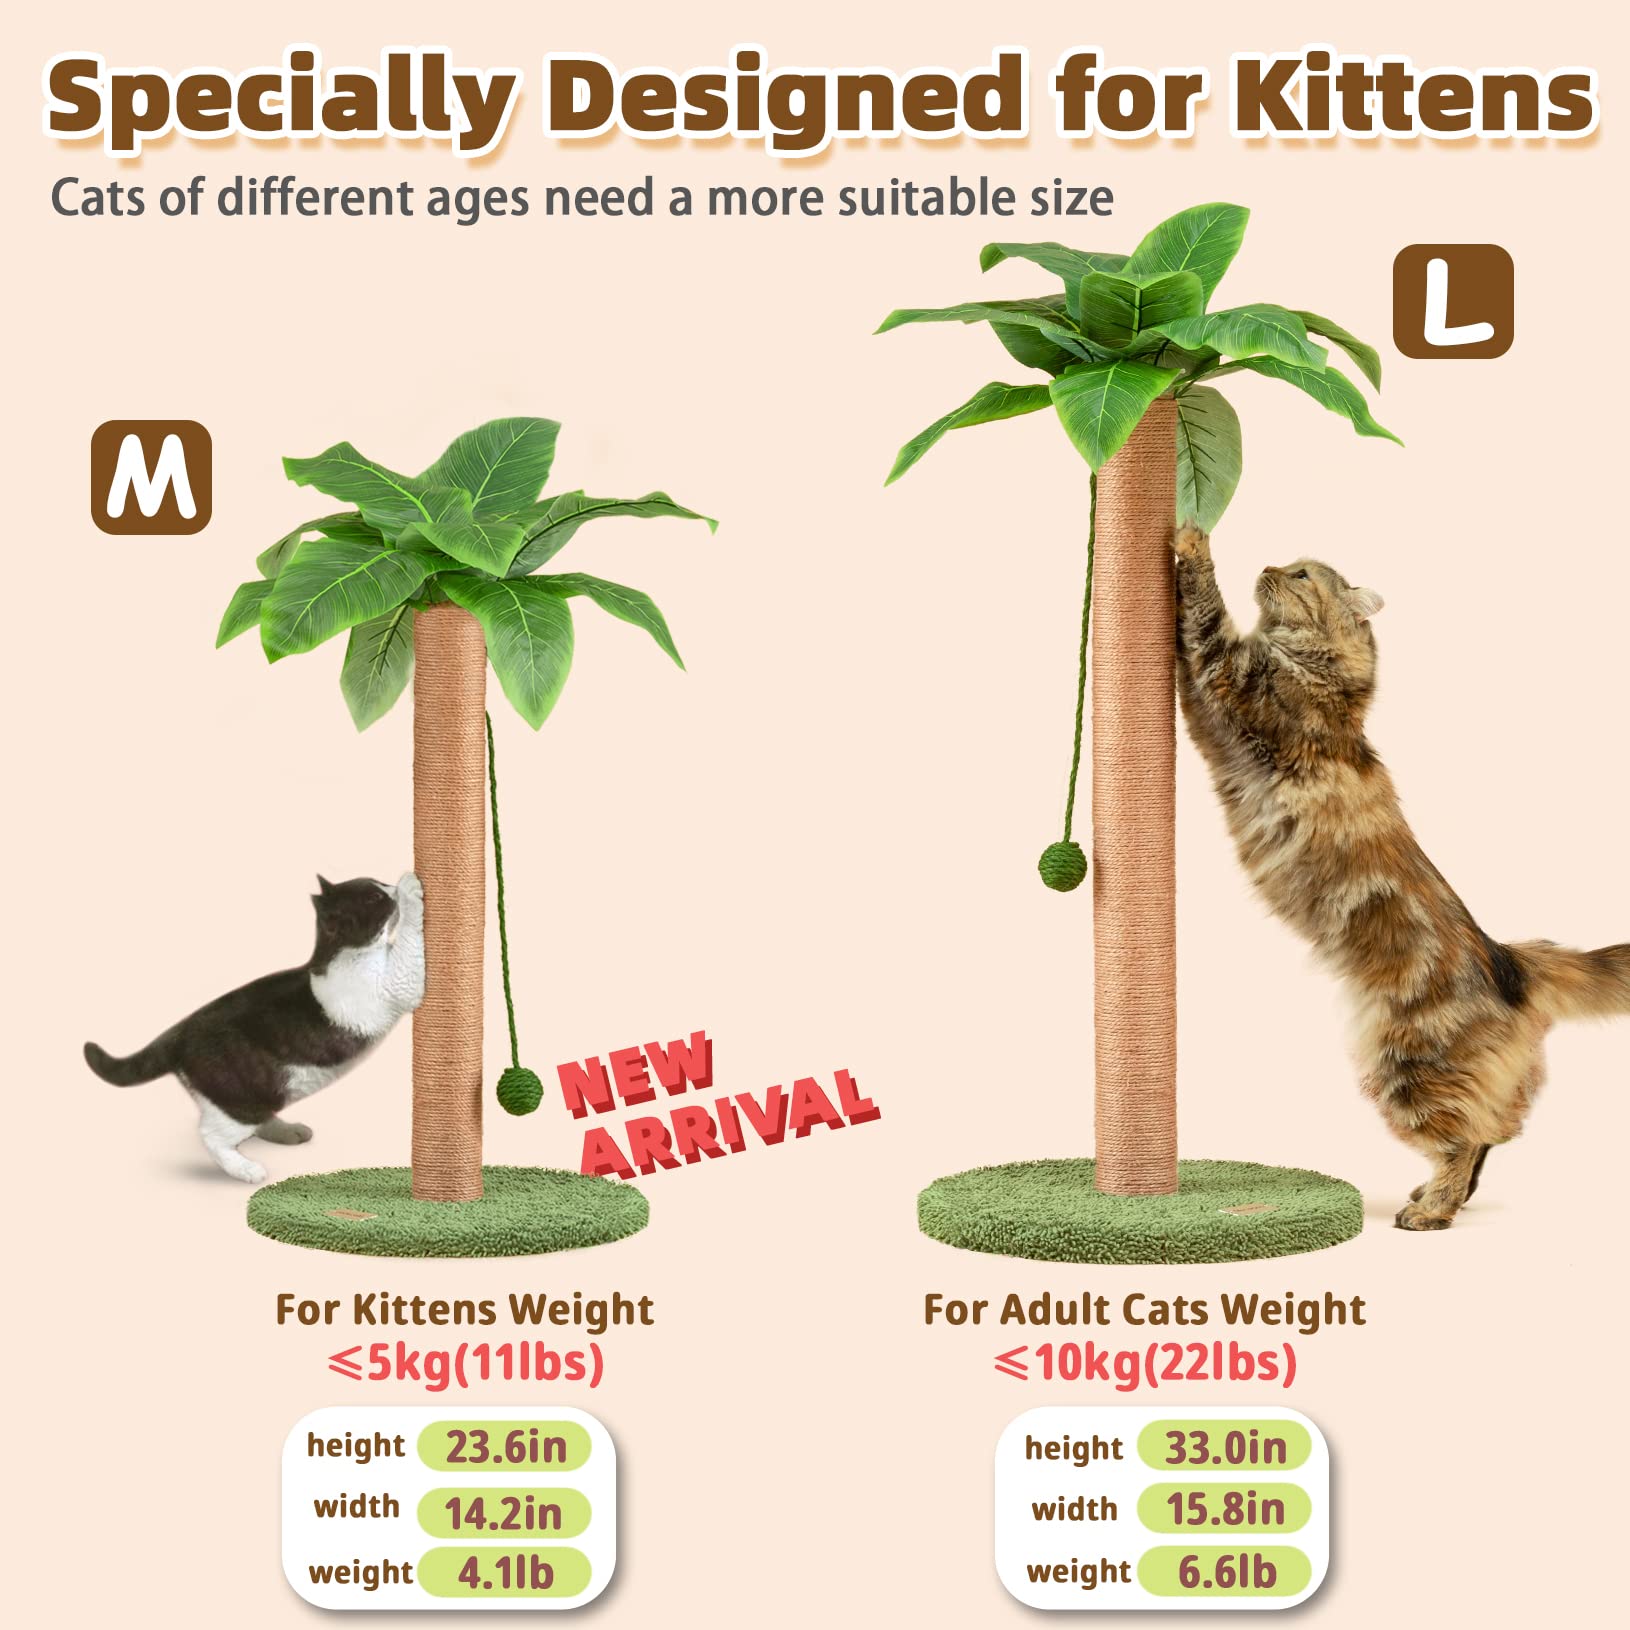 Specially Designed for Kittens
Cats of different ages need a more suitable size
M
L
NEW
ARRIVAL
For Kittens Weight
≤5kg(11lbs)
height 23.6in
width 14.2in
weight 4.1lb
For Adult Cats Weight
≤10kg(22lbs)
height 33.0in
width 15.8in
weight 6.6lb